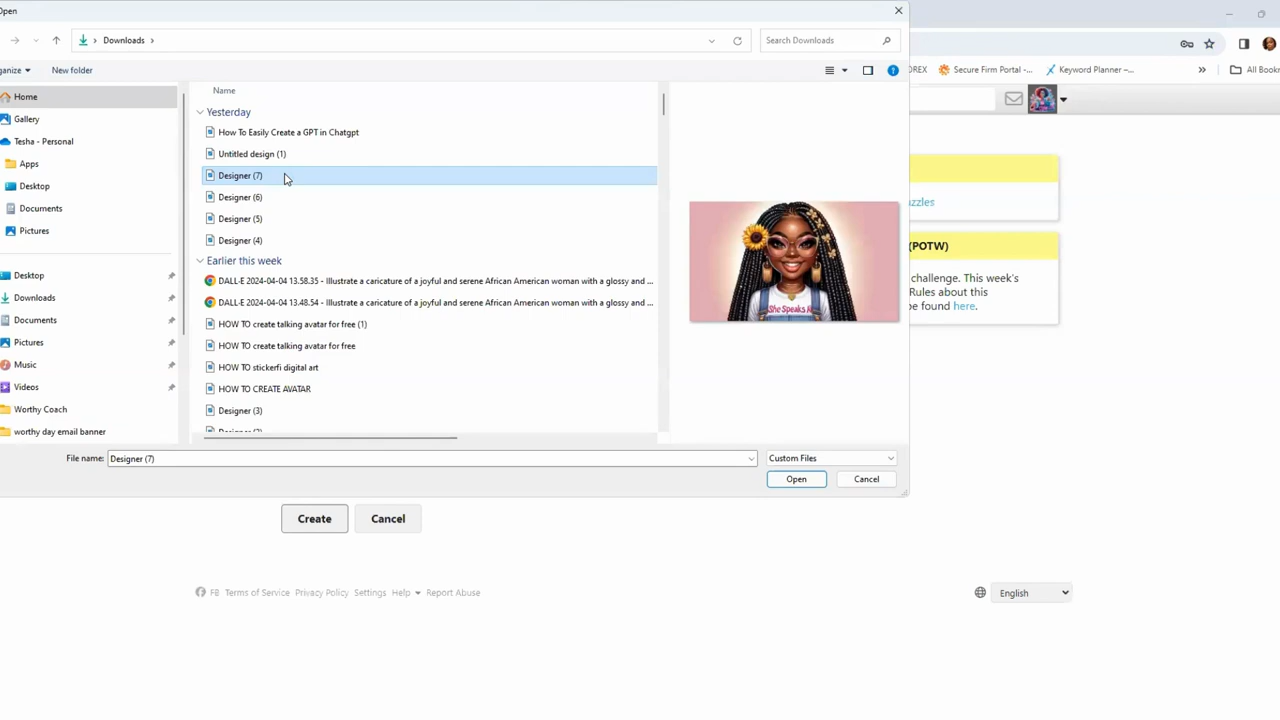 Open
Downloads
Search Downloads
OREX
Secure Firm Portal -...
Keyword Planner –...
»
All Book
ganize
New folder
Home
Gallery
Tesha - Personal
Apps
Desktop
Documents
Pictures
Desktop
Downloads
Documents
Pictures
Music
Videos
Worthy Coach
worthy day email banner
Name
Yesterday
How To Easily Create a GPT in Chatgpt
Untitled design (1)
Designer (7)
Designer (6)
Designer (5)
Designer (4)
Earlier this week
DALL·E 2024-04-04 13.58.35 - Illustrate a caricature of a joyful and serene African American woman with a glossy and ...
DALL·E 2024-04-04 13.48.54 - Illustrate a caricature of a joyful and serene African American woman with a glossy and ...
HOW TO create talking avatar for free (1)
HOW TO create talking avatar for free
HOW TO stickerfi digital art
HOW TO CREATE AVATAR
Designer (3)
She Speaks
zzles
(POTW)
challenge. This week's
Rules about this
be found here.
File name:
Designer (7)
Custom Files
Open
Cancel
Create
Cancel
FB Terms of Service Privacy Policy Settings Help Report Abuse
English